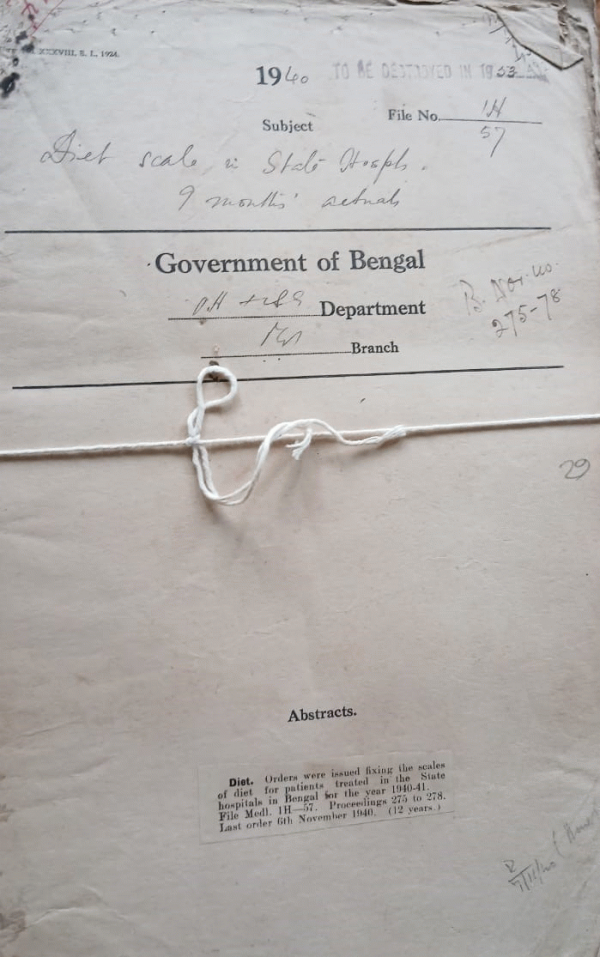 XXXVIII. S. L. 1924.
1940 TO BE DESTROYED IN 1953
Subject File No. 1H
57
Diet scale in State Hospls.
9 months' actuals
Government of Bengal
Department
Branch
B. Nov. 40.
275-78
29
Abstracts.
Diet. Orders were issued fixing the scales
of diet for patients treated in the State
hospitals in Bengal for the year 1940-41.
File Medl. 1H—57. Proceedings 275 to 278.
Last order 6th November 1940. (12 years.)